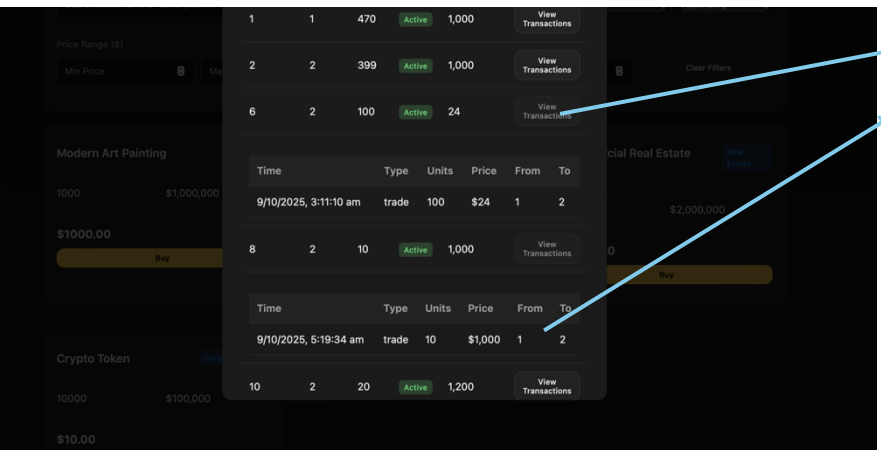 1 1 470 Active 1,000 View Transactions
Price Range ($)
2 2 399 Active 1,000 View Transactions
Min Price Ma Clear Filters
6 2 100 Active 24 View Transactions
Modern Art Painting cial Real Estate Real Estate
Time Type Units Price From To
1000 $1,000,000
9/10/2025, 3:11:10 am trade 100 $24 1 2
$2,000,000
$1000.00
8 2 10 Active 1,000 View Transactions
0
Buy
Buy
Time Type Units Price From To
9/10/2025, 5:19:34 am trade 10 $1,000 1 2
Crypto Token
10 2 20 Active 1,200 View Transactions
10000 $100,000
$10.00